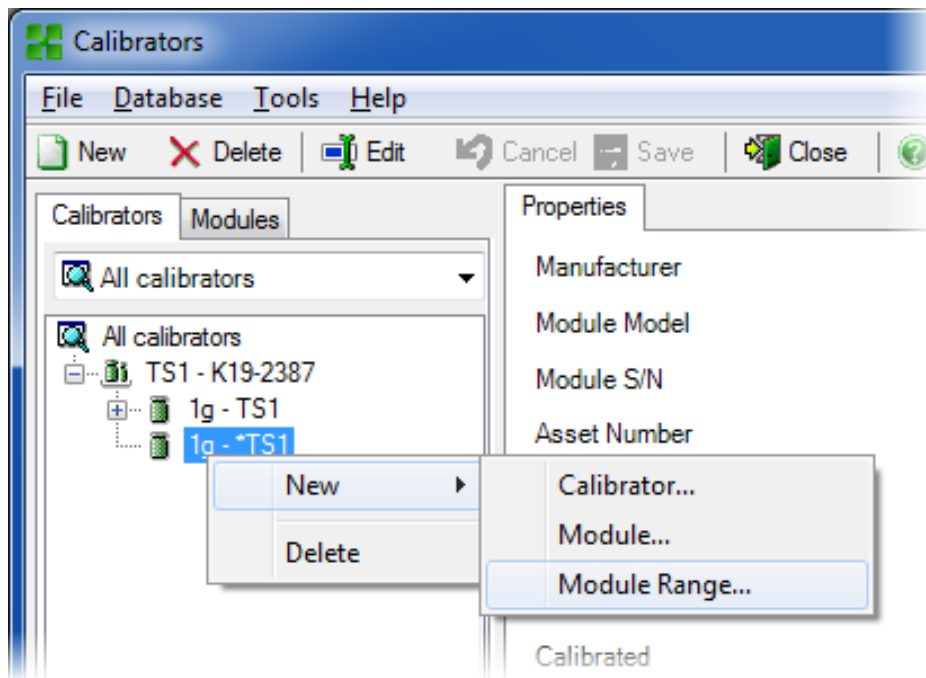 Calibrators
File Database Tools Help
New Delete Edit Cancel Save Close
Calibrators Modules
Properties
All calibrators
Manufacturer
All calibrators
Module Model
TS1 - K19-2387
Module S/N
1g - TS1
Asset Number
1g - *TS1
New
Calibrator...
Module...
Delete
Module Range...
Calibrated